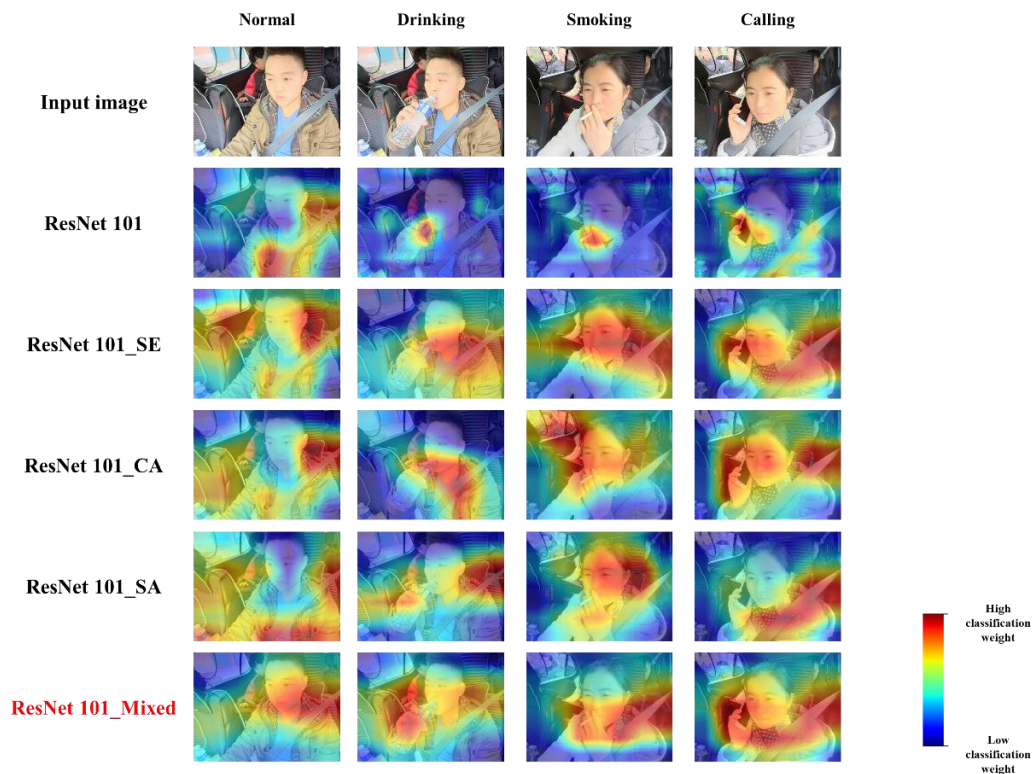 Normal Drinking Smoking Calling
Input image
ResNet 101
ResNet 101_SE
ResNet 101_CA
ResNet 101_SA
ResNet 101_Mixed
High
classification
weight
Low
classification
weight